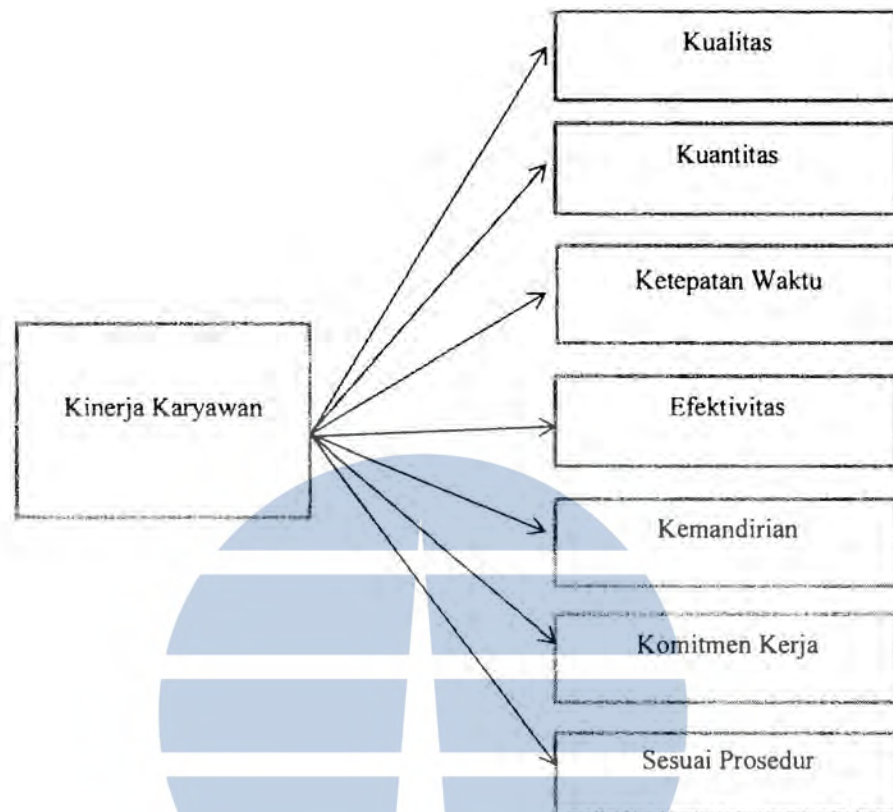 Kualitas
Kuantitas
Ketepatan Waktu
Kinerja Karyawan
Efektivitas
Kemandirian
Komitmen Kerja
Sesuai Prosedur